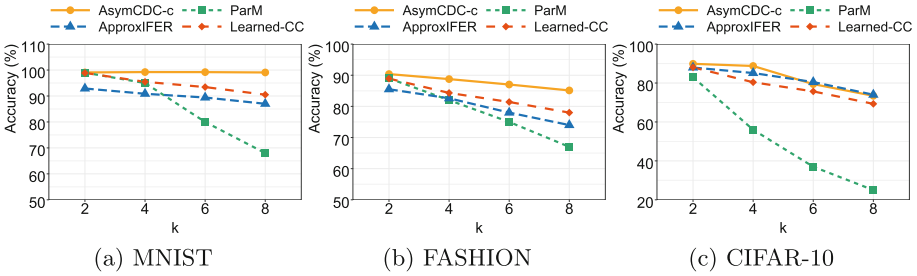 AsymCDC-c ParM
ApproxIFER Learned-CC
Accuracy (%)
110
100
90
80
70
60
50
2 4 6 8
k
(a) MNIST
AsymCDC-c ParM
ApproxIFER Learned-CC
Accuracy (%)
100
90
80
70
60
50
2 4 6 8
k
(b) FASHION
AsymCDC-c ParM
ApproxIFER Learned-CC
Accuracy (%)
100
80
60
40
20
2 4 6 8
k
(c) CIFAR-10